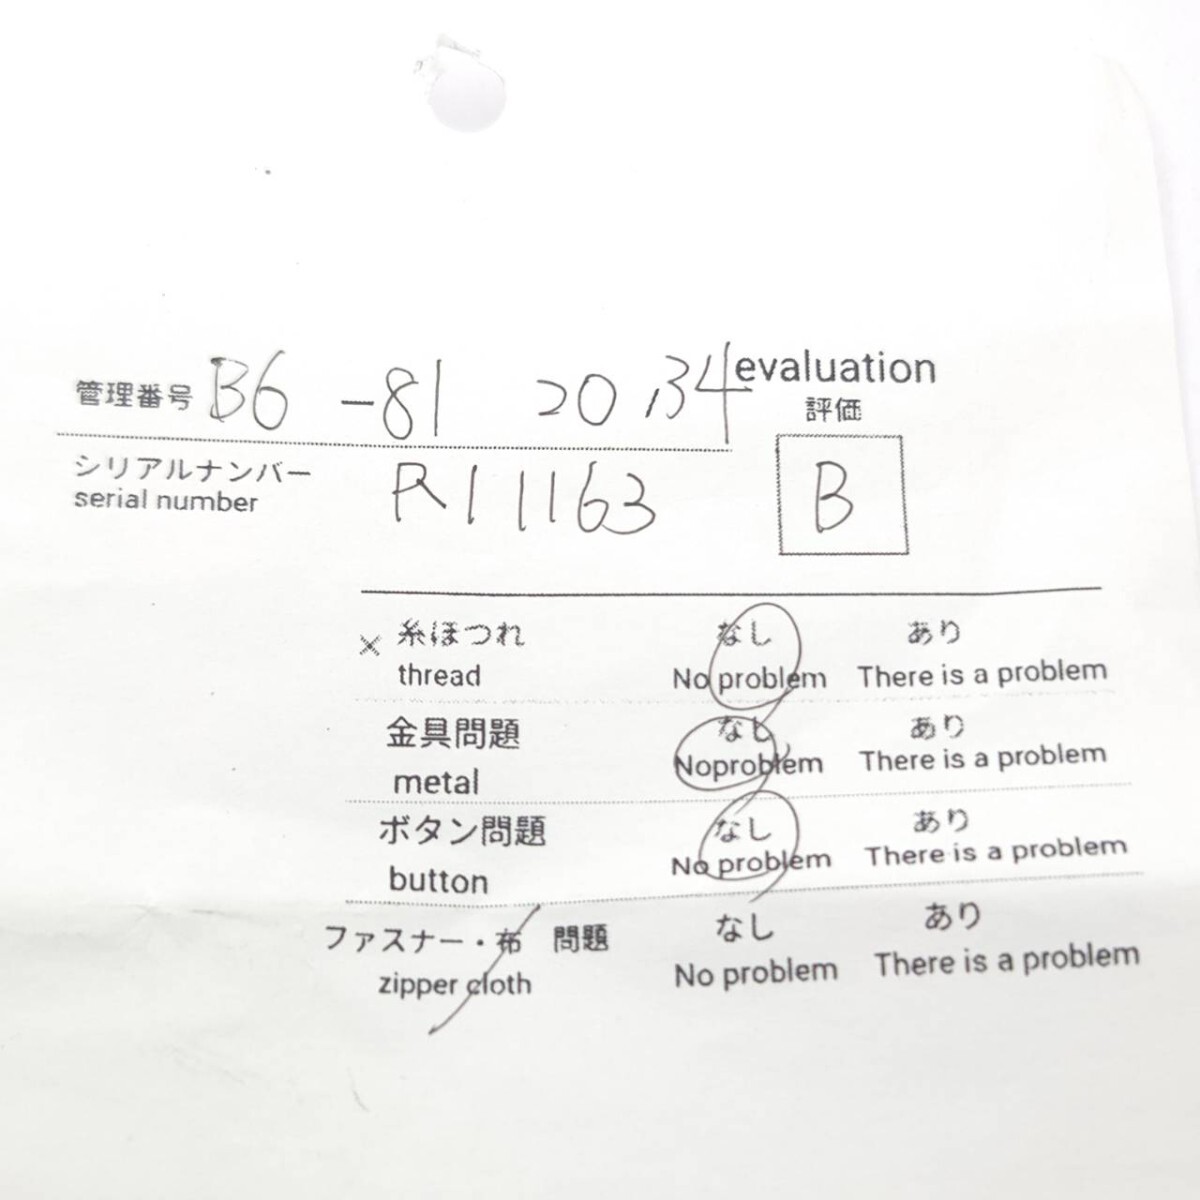 管理番号 B6 -81 20.34 evaluation
評価
シリアルナンバー
serial number R11163 B
× 糸ほつれ なし あり
thread No problem There is a problem
金具問題 なし あり
metal Noproblem There is a problem
ボタン問題 なし あり
button No problem There is a problem
ファスナー・布 問題 なし あり
zipper cloth No problem There is a problem